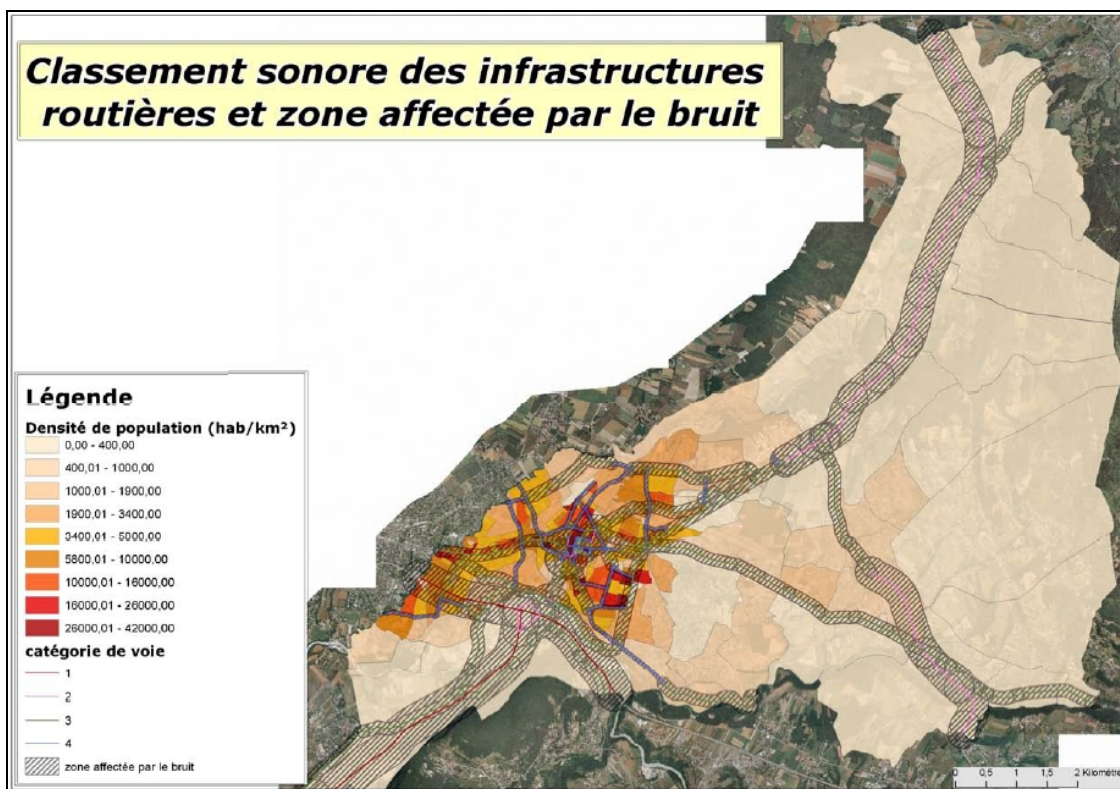 Classement sonore des infrastructures
routières et zone affectée par le bruit
Légende
Densité de population (hab/km²)
0,00 - 400,00
400,01 - 1000,00
1000,01 - 1900,00
1900,01 - 3400,00
3400,01 - 5800,00
5800,01 - 10000,00
10000,01 - 16000,00
16000,01 - 26000,00
26000,01 - 42000,00
catégorie de voie
1
2
3
4
zone affectée par le bruit
0 0,5 1 1,5 2 Kilomètre